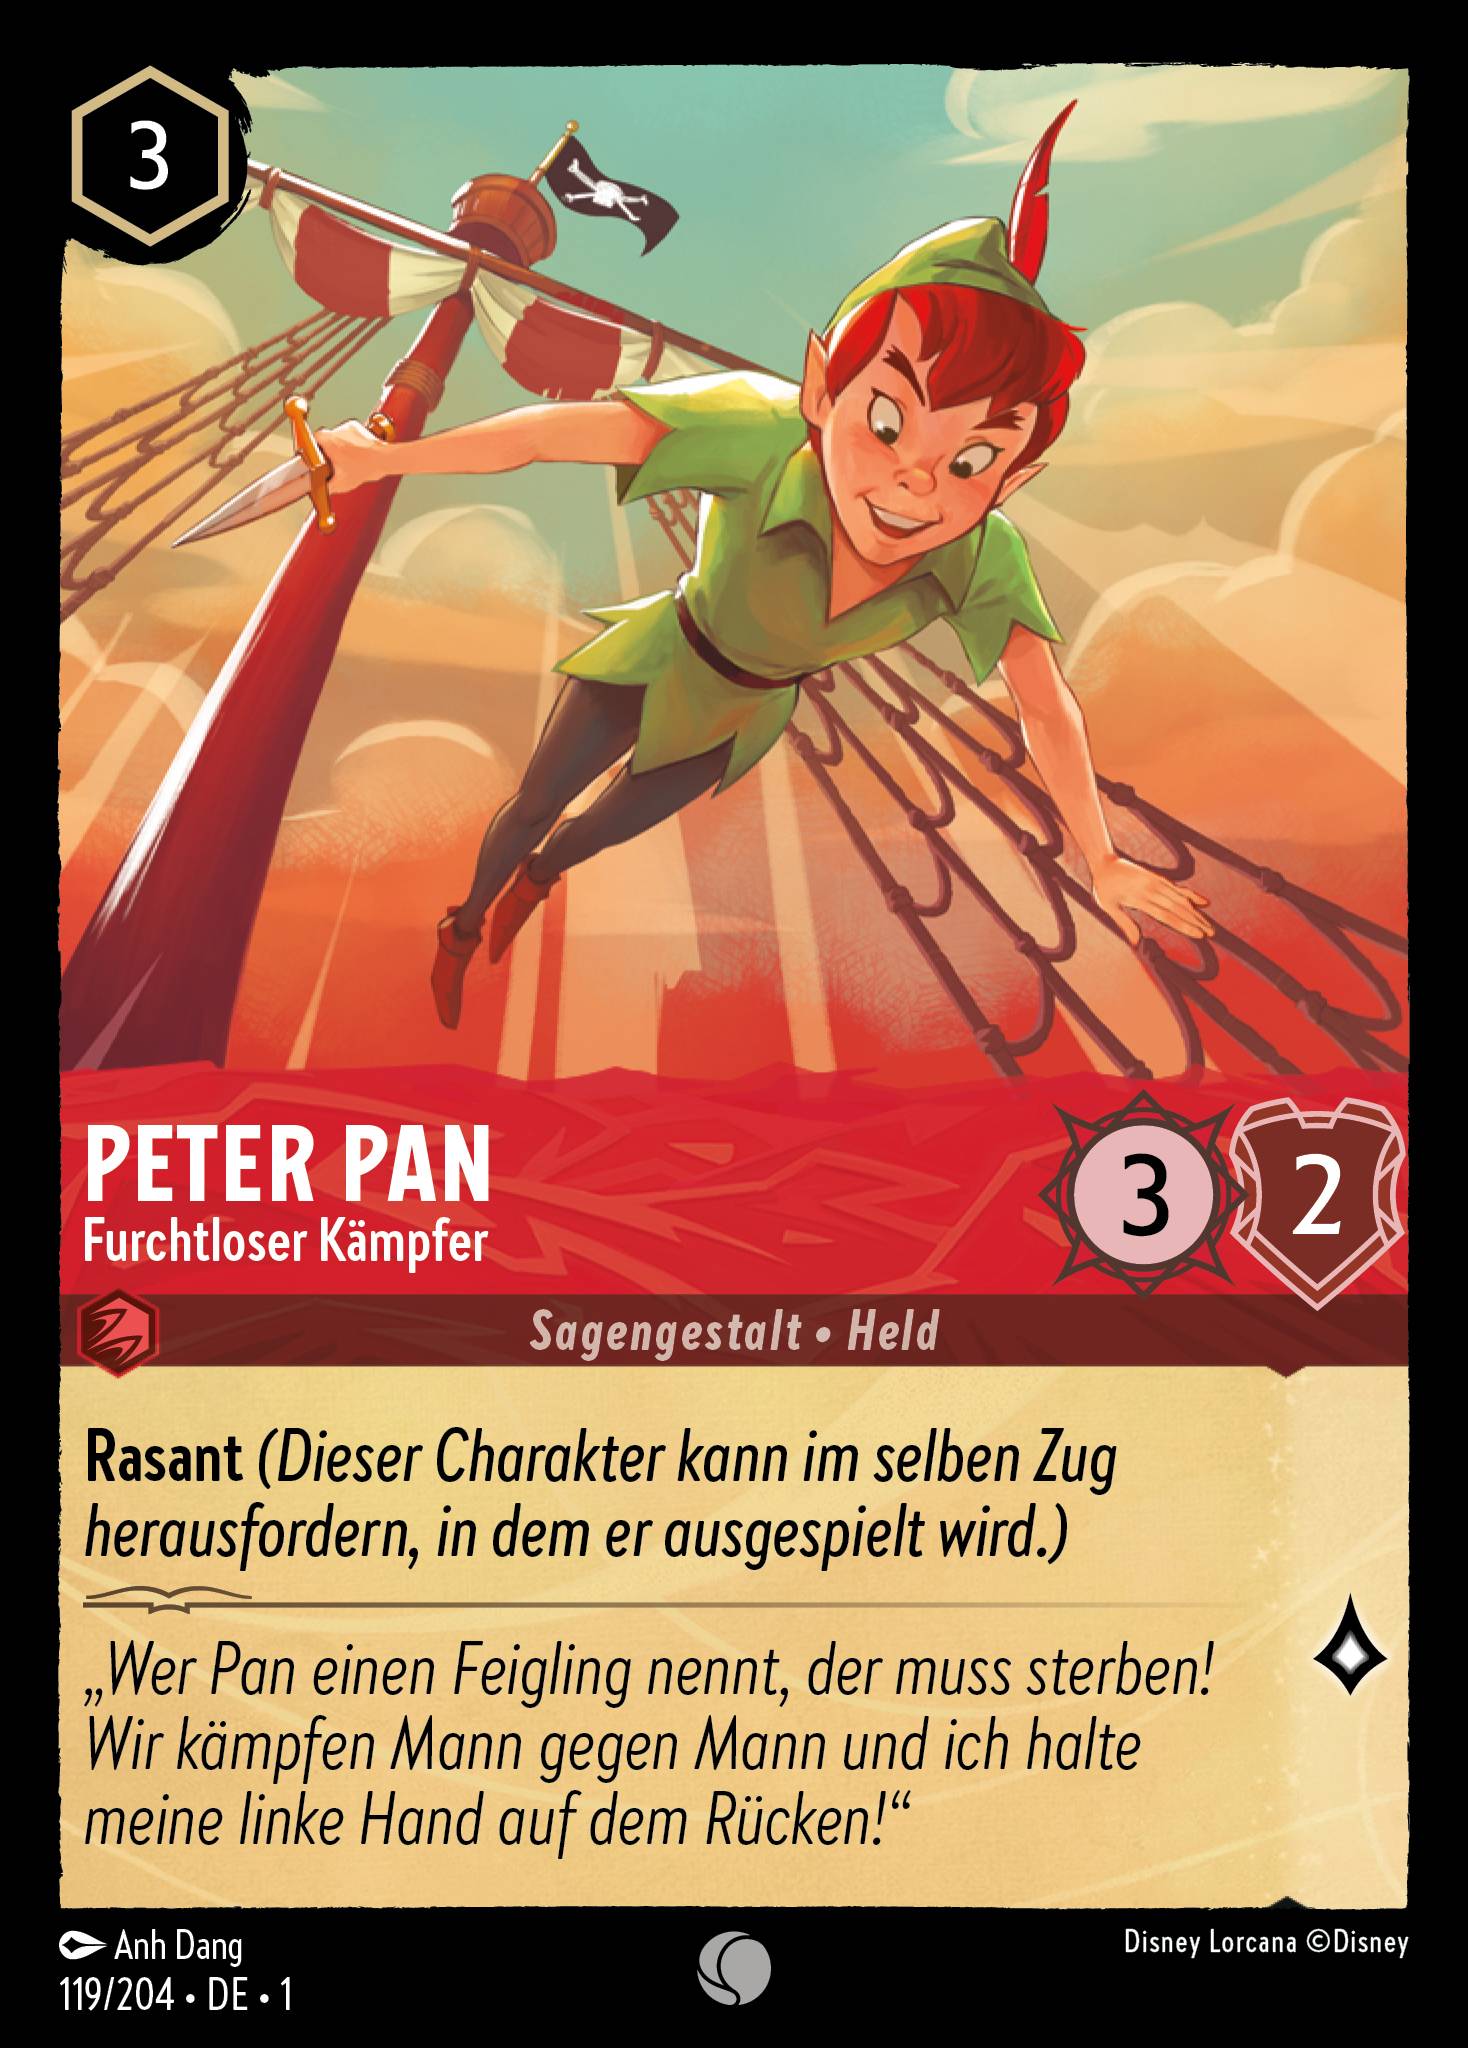 3
PETER PAN
Furchtloser Kämpfer
3
2
Sagengestalt • Held
Rasant (Dieser Charakter kann im selben Zug
herausfordern, in dem er ausgespielt wird.)
„Wer Pan einen Feigling nennt, der muss sterben!
Wir kämpfen Mann gegen Mann und ich halte
meine linke Hand auf dem Rücken!“
Anh Dang
Disney Lorcana ©Disney
119/204 • DE • 1